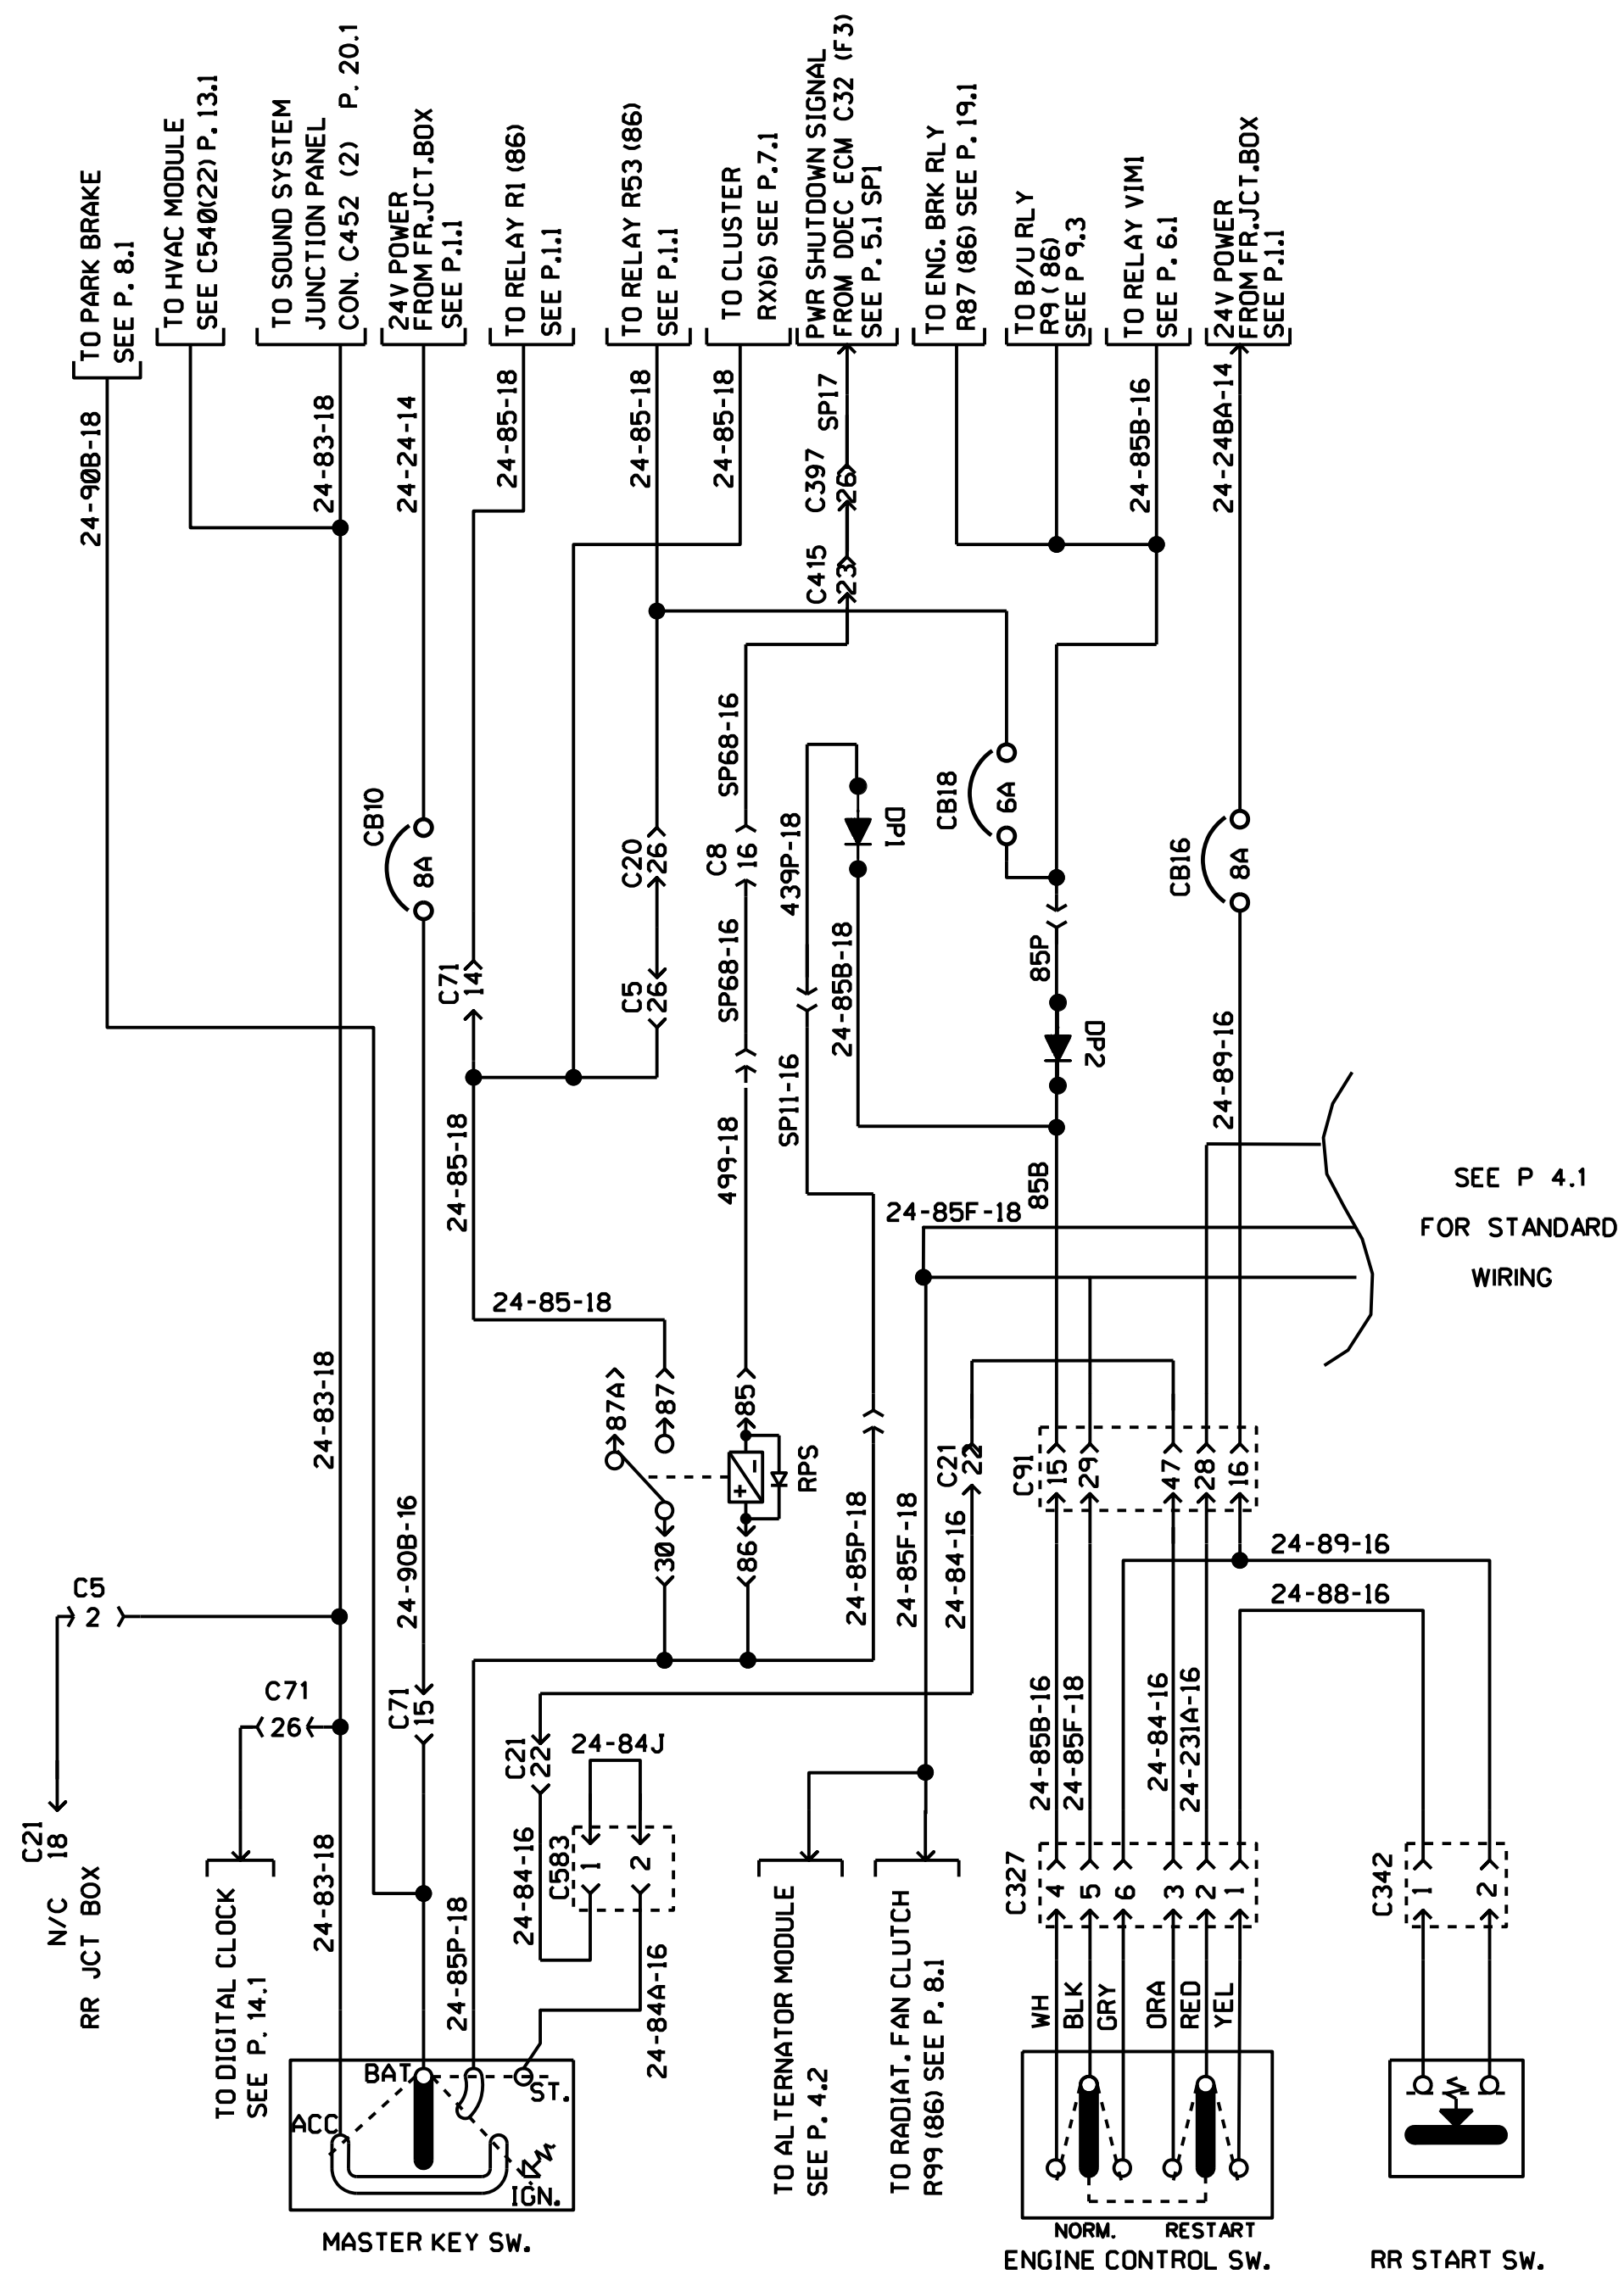 TO PARK BRAKE
SEE P. 8.1
TO HVAC MODULE
SEE C540(22) P. 13.1
TO SOUND SYSTEM
JUNCTION PANEL
CON. C452 (2) P. 20.1
24V POWER
FROM FR.JCT.BOX
SEE P.1.1
TO RELAY R1 (86)
SEE P.1.1
TO RELAY R53 (86)
SEE P.1.1
TO CLUSTER
RX)(6) SEE P.7.1
PWR SHUTDOWN SIGNAL
FROM DDEC ECM C32 (F3)
SEE P. 5.1 SP1
TO ENG. BRK RLY
R87 (86) SEE P. 19.1
TO B/U RLY
R9 ( 86)
SEE P 9.3
TO RELAY VIM1
SEE P. 6.1
24V POWER
FROM FR.JCT.BOX
SEE P.1.1
24-90B-18
24-83-18
24-24-14
24-85-18
24-85-18
24-85-18
SP17
C397
26
C415
23
24-85B-16
24-24BA-14
CB10
8A
C71
14
C20
26
C5
26
SP68-16
C8
16
SP68-16
439P-18
DP1
24-85B-18
CB18
6A
85P
DP2
CB16
8A
24-89-16
24-85-18
499-18
SP11-16
85B
24-85F-18
SEE P 4.1
FOR STANDARD
WIRING
24-85-18
24-83-18
87A
87
85
30
86
+
-
RPS
24-90B-16
24-85P-18
24-85F-18
C21
22
24-84-16
C91
15
29
47
28
16
24-89-16
24-88-16
C5
2
C71
26
C71
15
C21
22
24-84J
24-84-16
C583
1
2
24-84A-16
24-85B-16
24-85F-18
24-84-16
24-231A-16
C21
18
N/C
RR JCT BOX
TO DIGITAL CLOCK
SEE P. 14.1
24-83-18
24-85P-18
TO ALTERNATOR MODULE
SEE P. 4.2
TO RADIAT. FAN CLUTCH
R99 (86) SEE P. 8.1
C327
4
5
6
3
2
1
C342
1
2
WH
BLK
GRY
ORA
RED
YEL
BAT
ST.
ACC
IGN.
MASTER KEY SW.
NORM.
RESTART
ENGINE CONTROL SW.
RR START SW.